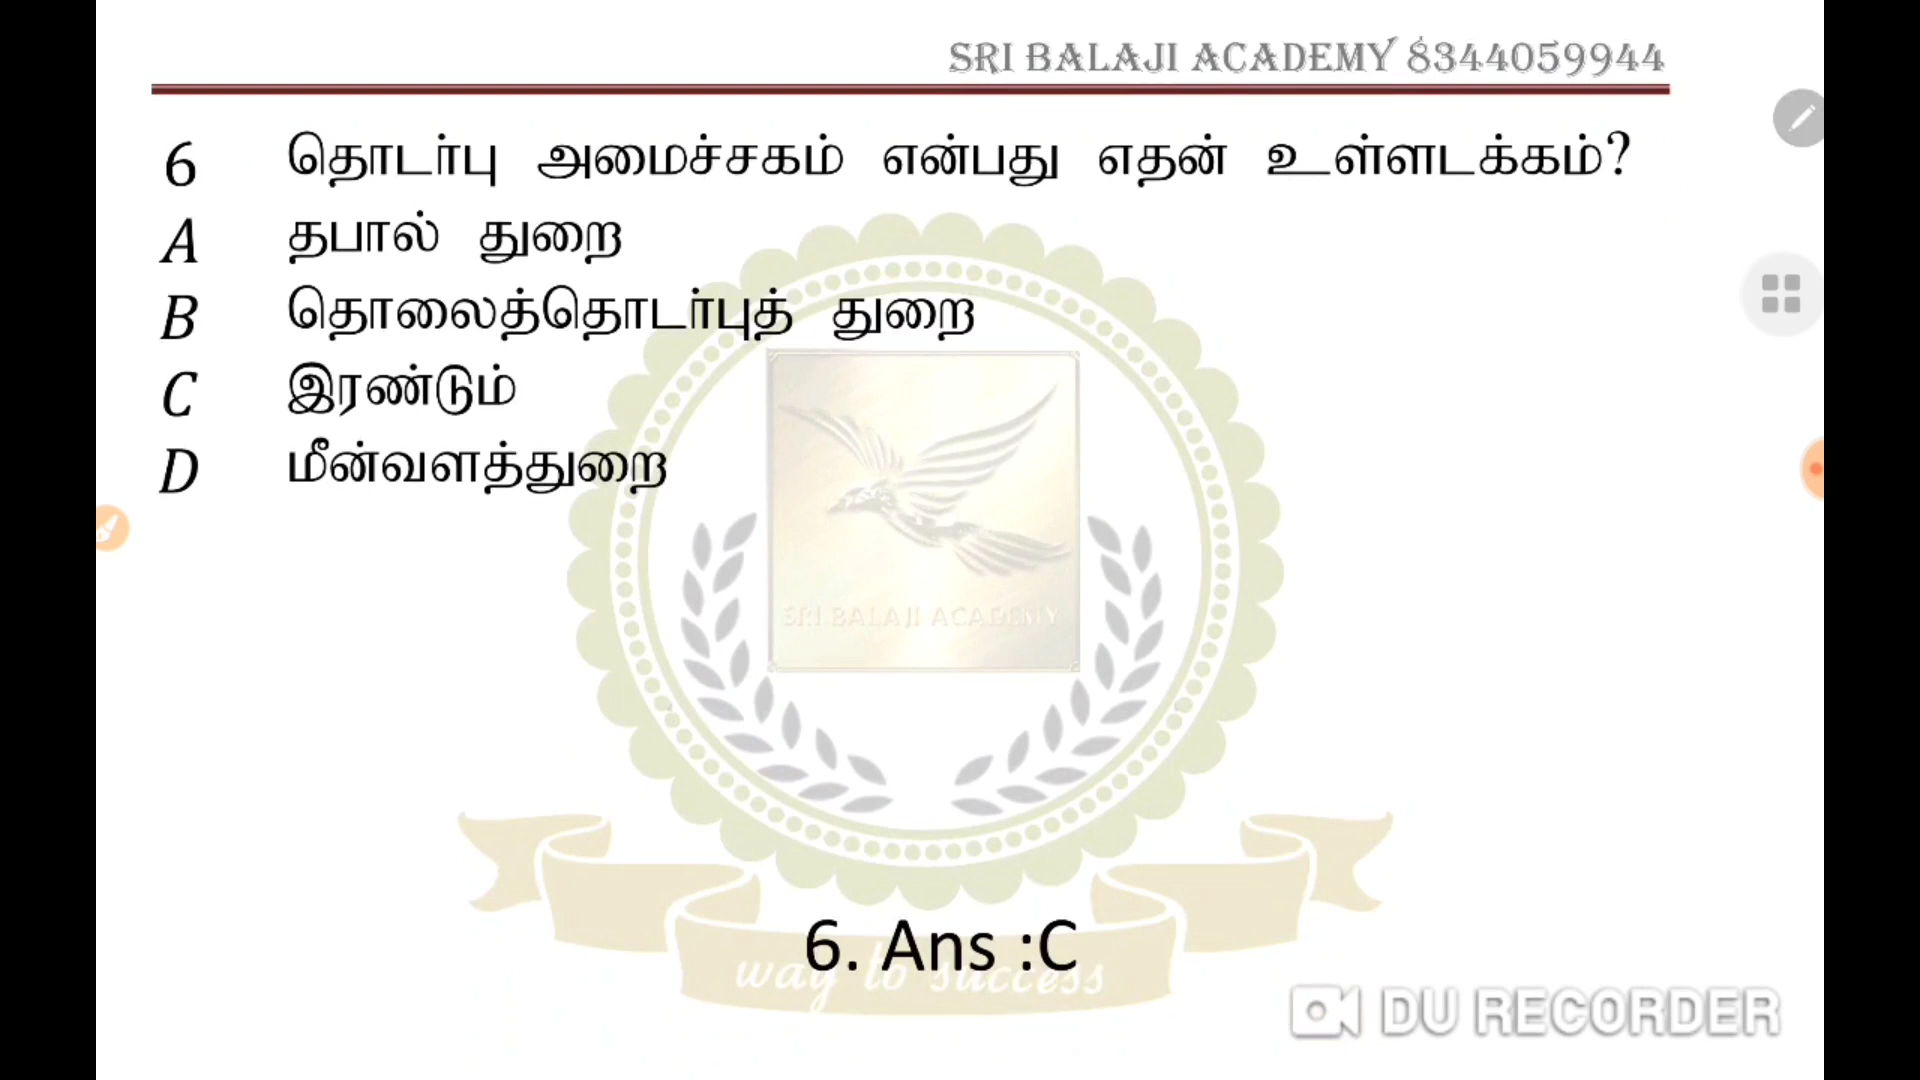 SRI BALAJI ACADEMY 8344059944
6 தொடர்பு அமைச்சகம் என்பது எதன் உள்ளடக்கம்?
A தபால் துறை
B தொலைத்தொடர்புத் துறை
C இரண்டும்
D மீன்வளத்துறை
SRI BALAJI ACADEMY
6. Ans :C
way to success
DU RECORDER